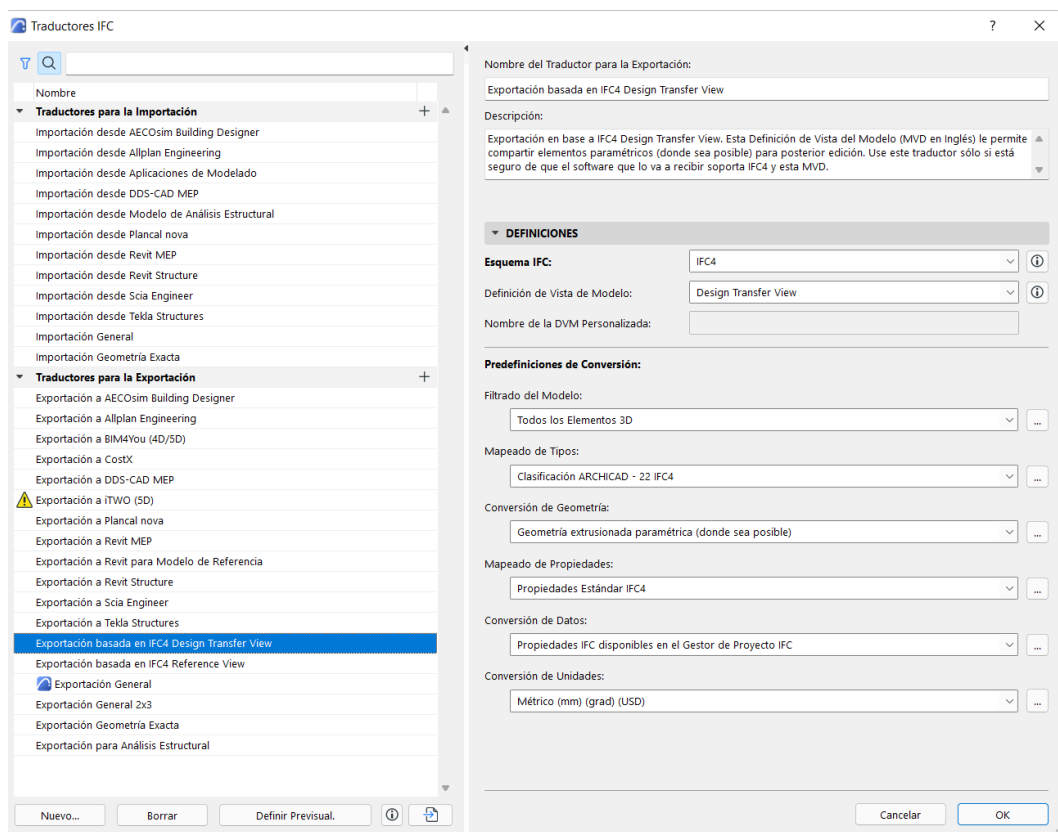 Traductores IFC
?
Nombre
Traductores para la Importación
Importación desde AECOsim Building Designer
Importación desde Allplan Engineering
Importación desde Aplicaciones de Modelado
Importación desde DDS-CAD MEP
Importación desde Modelo de Análisis Estructural
Importación desde Plancal nova
Importación desde Revit MEP
Importación desde Revit Structure
Importación desde Scia Engineer
Importación desde Tekla Structures
Importación General
Importación Geometría Exacta
Traductores para la Exportación
Exportación a AECOsim Building Designer
Exportación a Allplan Engineering
Exportación a BIM4You (4D/5D)
Exportación a CostX
Exportación a DDS-CAD MEP
Exportación a iTWO (5D)
Exportación a Plancal nova
Exportación a Revit MEP
Exportación a Revit para Modelo de Referencia
Exportación a Revit Structure
Exportación a Scia Engineer
Exportación a Tekla Structures
Exportación basada en IFC4 Design Transfer View
Exportación basada en IFC4 Reference View
Exportación General
Exportación General 2x3
Exportación Geometría Exacta
Exportación para Análisis Estructural
Nuevo...
Borrar
Definir Previsual.
Nombre del Traductor para la Exportación:
Exportación basada en IFC4 Design Transfer View
Descripción:
Exportación en base a IFC4 Design Transfer View. Esta Definición de Vista del Modelo (MVD en Inglés) le permite
compartir elementos paramétricos (donde sea posible) para posterior edición. Use este traductor sólo si está
seguro de que el software que lo va a recibir soporta IFC4 y esta MVD.
DEFINICIONES
Esquema IFC:
IFC4
Definición de Vista de Modelo:
Design Transfer View
Nombre de la DVM Personalizada:
Predefiniciones de Conversión:
Filtrado del Modelo:
Todos los Elementos 3D
...
Mapeado de Tipos:
Clasificación ARCHICAD - 22 IFC4
...
Conversión de Geometría:
Geometría extrusionada paramétrica (donde sea posible)
...
Mapeado de Propiedades:
Propiedades Estándar IFC4
...
Conversión de Datos:
Propiedades IFC disponibles en el Gestor de Proyecto IFC
...
Conversión de Unidades:
Métrico (mm) (grad) (USD)
...
Cancelar
OK